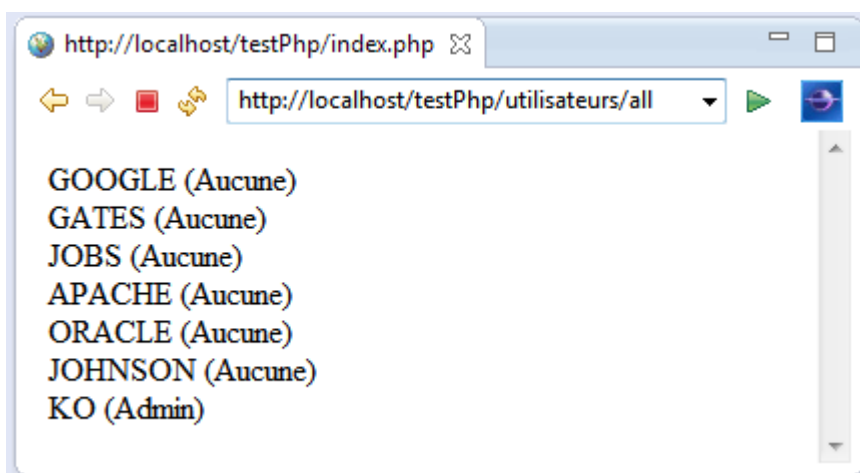 http://localhost/testPhp/index.php
http://localhost/testPhp/utilisateurs/all
GOOGLE (Aucune)
GATES (Aucune)
JOBS (Aucune)
APACHE (Aucune)
ORACLE (Aucune)
JOHNSON (Aucune)
KO (Admin)